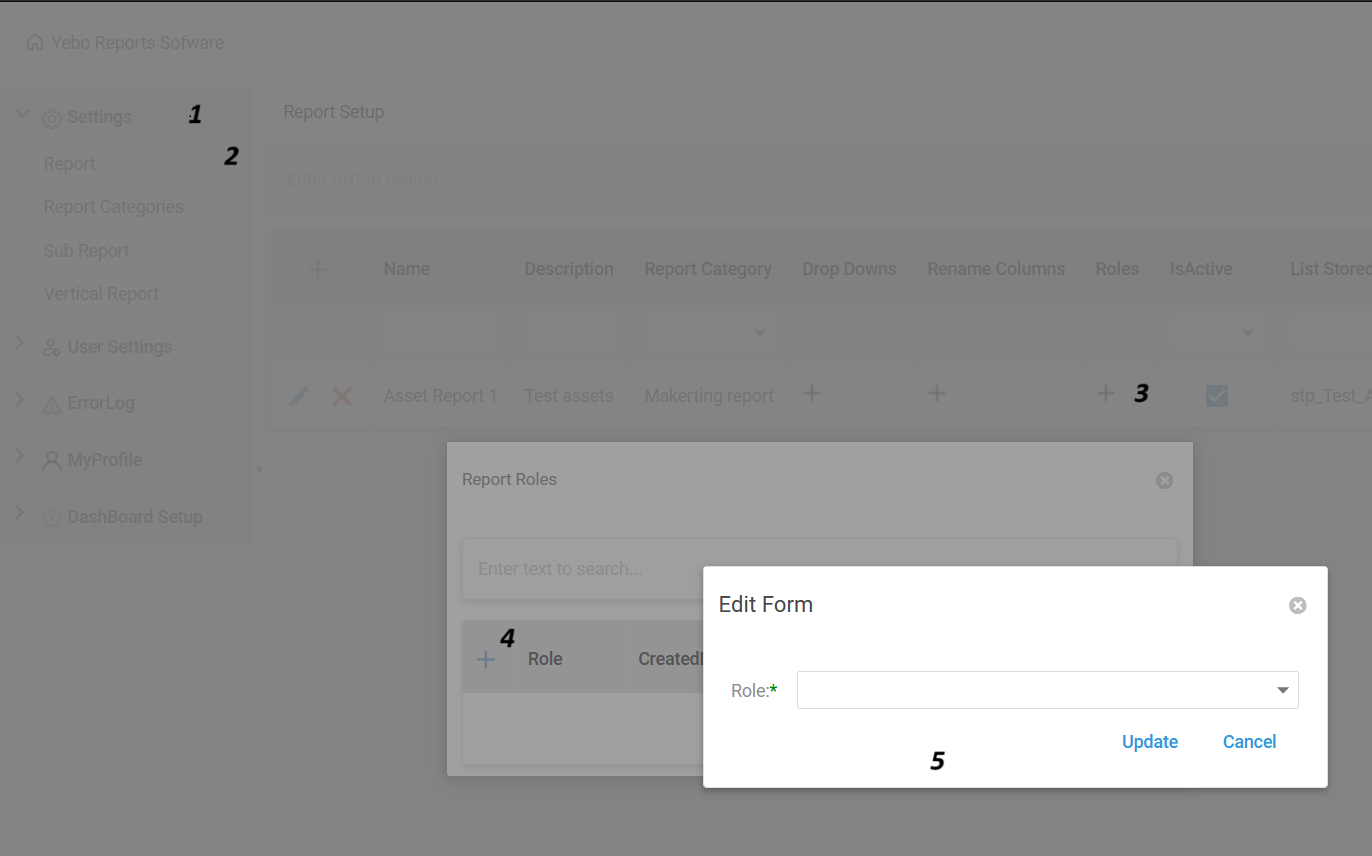 Yebo Reports Sofware
Settings 1
Report 2
Report Categories
Sub Report
Vertical Report
User Settings
ErrorLog
MyProfile
DashBoard Setup
Report Setup
Enter text to search
Name Description Report Category Drop Downs Rename Columns Roles IsActive List Stored
Asset Report 1 Test assets Makerting report 3 stp_Test_A
Report Roles
Enter text to search...
4
Role Created
Edit Form
Role:*
Update Cancel
5